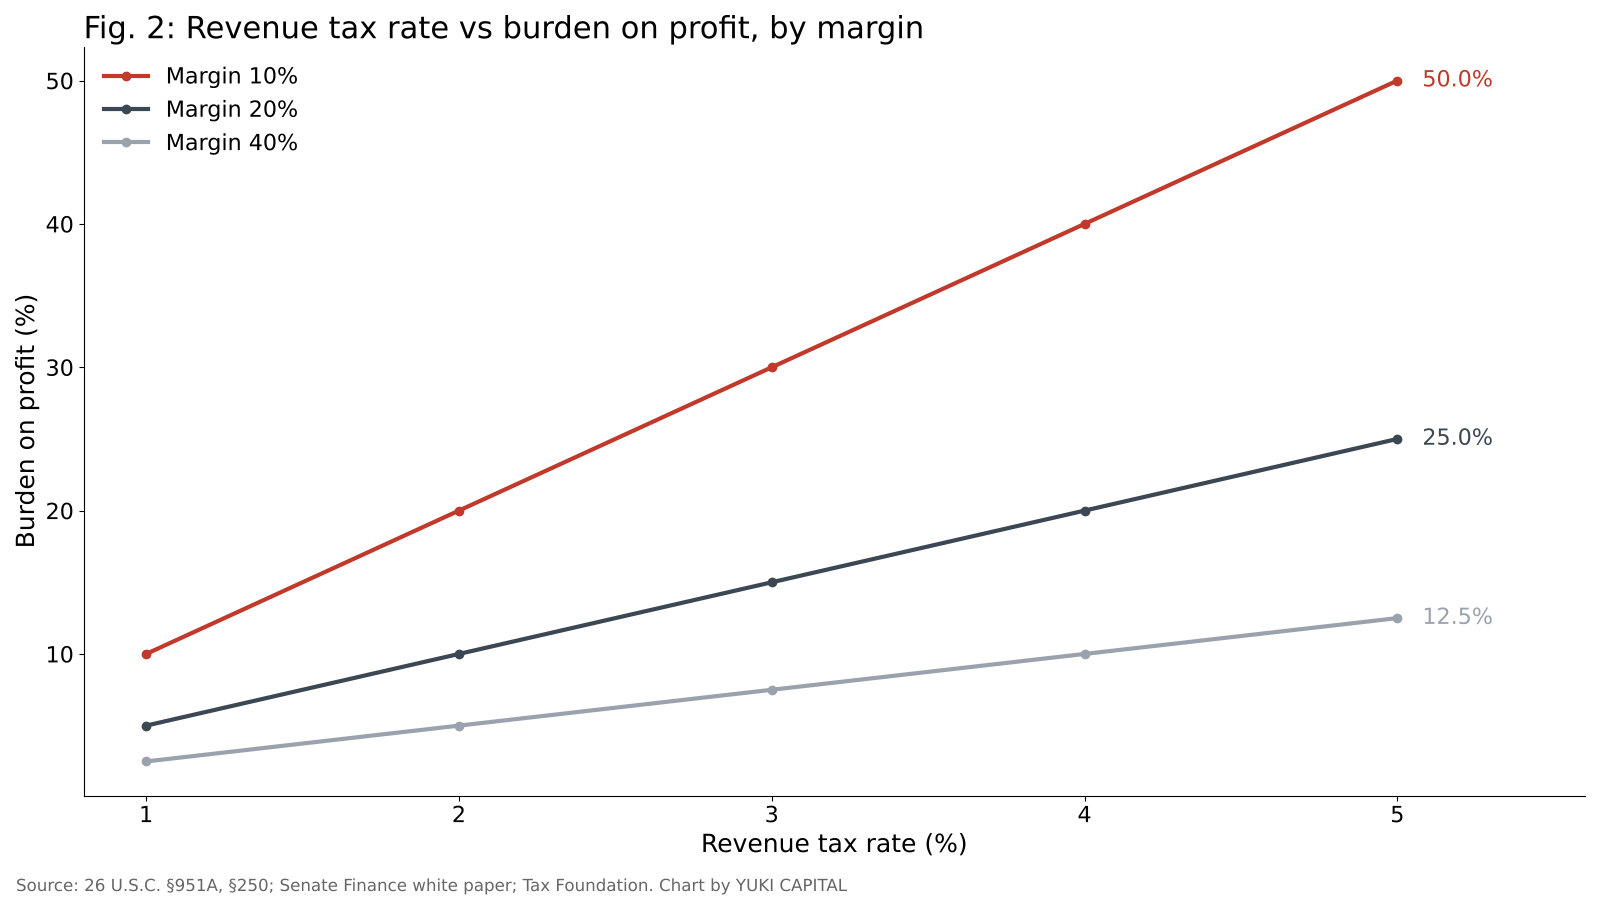 Fig. 2: Revenue tax rate vs burden on profit, by margin
Margin 10%
Margin 20%
Margin 40%
50
40
30
20
10
Burden on profit (%)
50.0%
25.0%
12.5%
1 2 3 4 5
Revenue tax rate (%)
Source: 26 U.S.C. §951A, §250; Senate Finance white paper; Tax Foundation. Chart by YUKI CAPITAL